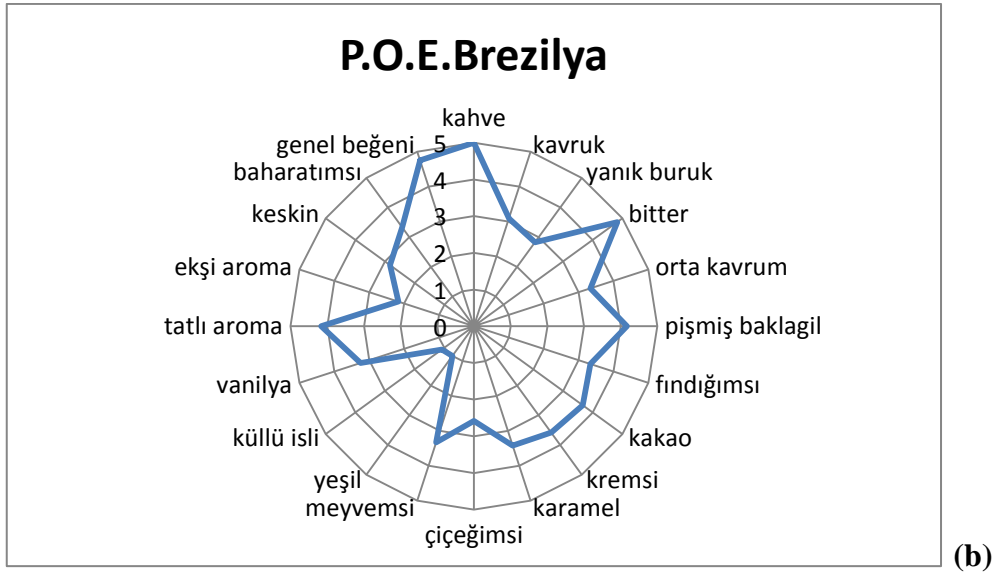 P.O.E.Brezilya
kahve
kavruk
yanık buruk
bitter
orta kavrum
pişmiş baklagil
fındığımsı
kakao
kremsi
karamel
çiçeğimsi
meyvemsi
yeşil
küllü isli
vanilya
tatlı aroma
ekşi aroma
keskin
baharatımsı
genel beğeni
5
4
3
2
1
0
(b)